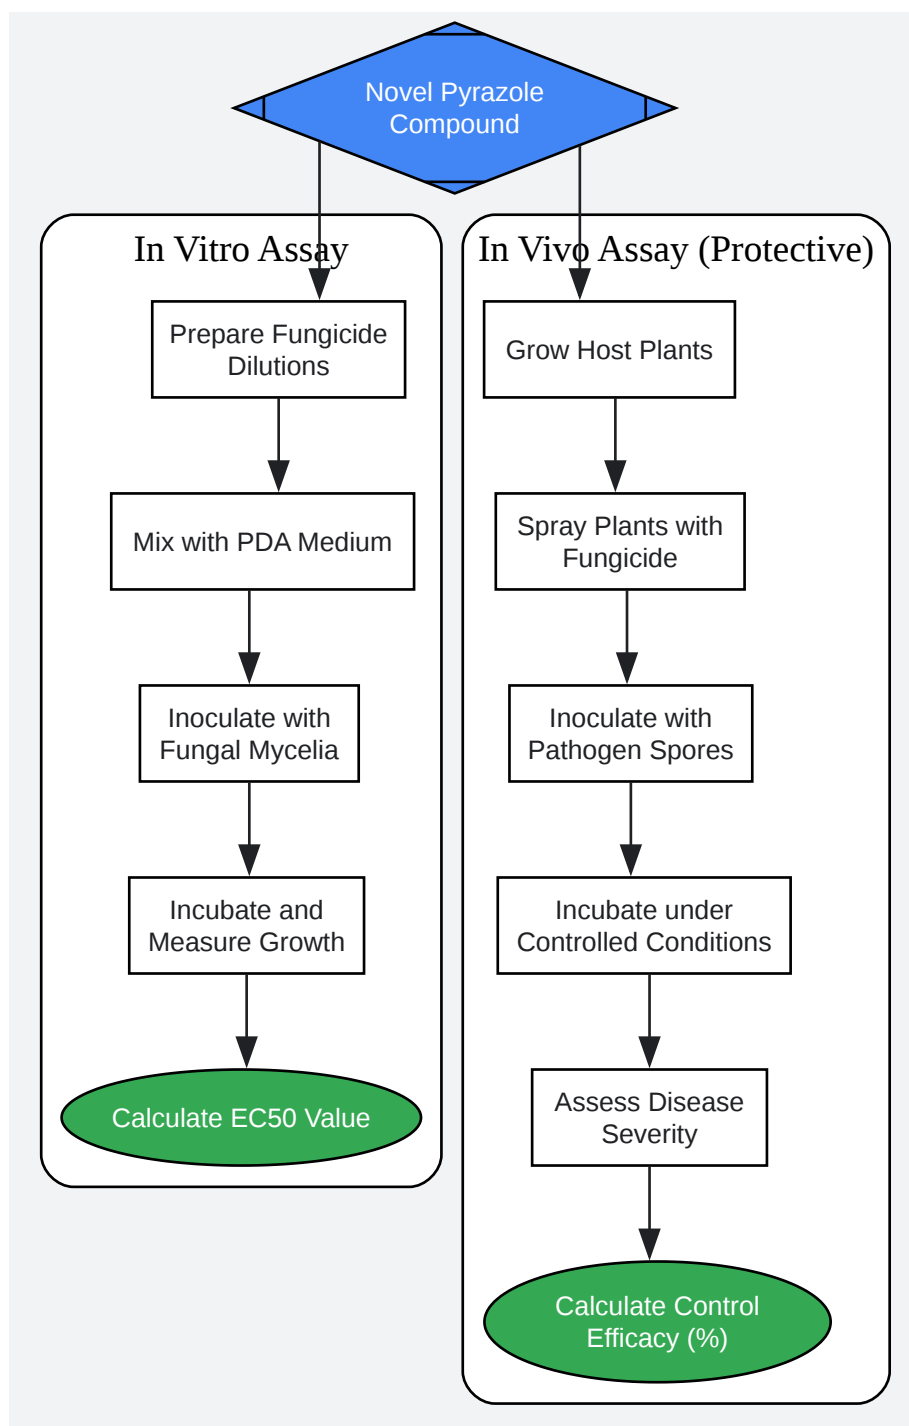 Novel Pyrazole
Compound
In Vitro Assay
Prepare Fungicide
Dilutions
Mix with PDA Medium
Inoculate with
Fungal Mycelia
Incubate and
Measure Growth
Calculate EC50 Value
In Vivo Assay (Protective)
Grow Host Plants
Spray Plants with
Fungicide
Inoculate with
Pathogen Spores
Incubate under
Controlled Conditions
Assess Disease
Severity
Calculate Control
Efficacy (%)